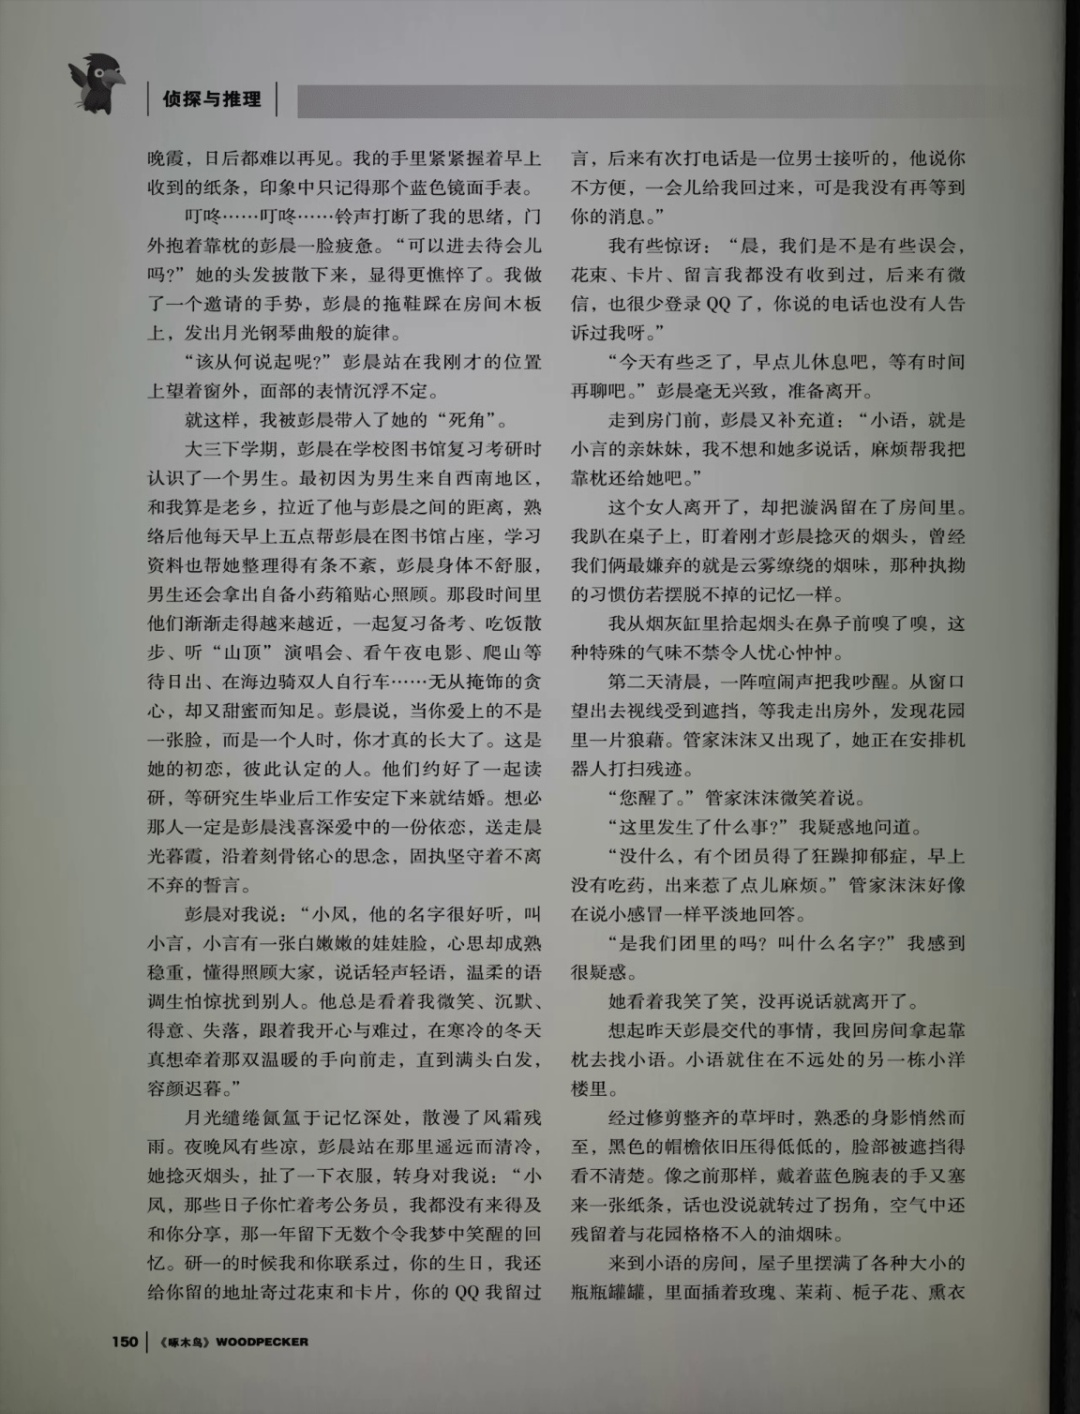 侦探与推理
晚霞，日后都难以再见。我的手里紧紧握着早上
收到的纸条，印象中只记得那个蓝色镜面手表。
叮咚……叮咚……铃声打断了我的思绪，门
外抱着靠枕的彭晨一脸疲惫。“可以进去待会儿
吗?”她的头发披散下来，显得更憔悴了。我做
了一个邀请的手势，彭晨的拖鞋踩在房间木板
上，发出月光钢琴曲般的旋律。
“该从何说起呢?”彭晨站在我刚才的位置
上望着窗外，面部的表情沉浮不定。
就这样，我被彭晨带入了她的“死角”。
大三下学期，彭晨在学校图书馆复习考研时
认识了一个男生。最初因为男生来自西南地区，
和我算是老乡，拉近了他与彭晨之间的距离，熟
络后他每天早上五点帮彭晨在图书馆占座，学习
资料也帮她整理得有条不紊，彭晨身体不舒服，
男生还会拿出自备小药箱贴心照顾。那段时间里
他们渐渐走得越来越近，一起复习备考、吃饭散
步、听“山顶”演唱会、看午夜电影、爬山等
待日出、在海边骑双人自行车……无从掩饰的贪
心，却又甜蜜而知足。彭晨说，当你爱上的不是
一张脸，而是一个人时，你才真的长大了。这是
她的初恋，彼此认定的人。他们约好了一起读
研，等研究生毕业后工作安定下来就结婚。想必
那人一定是彭晨浅喜深爱中的一份依恋，送走晨
光暮霞，沿着刻骨铭心的思念，固执坚守着不离
不弃的誓言。
彭晨对我说：“小凤，他的名字很好听，叫
小言，小言有一张白嫩嫩的娃娃脸，心思却成熟
稳重，懂得照顾大家，说话轻声轻语，温柔的语
调生怕惊扰到别人。他总是看着我微笑、沉默、
得意、失落，跟着我开心与难过，在寒冷的冬天
真想牵着那双温暖的手向前走，直到满头白发，
容颜迟暮。”
月光缱绻氤氲于记忆深处，散漫了风霜残
雨。夜晚风有些凉，彭晨站在那里遥远而清冷，
她捻灭烟头，扯了一下衣服，转身对我说：“小
凤，那些日子你忙着考公务员，我都没有来得及
和你分享，那一年留下无数个令我梦中笑醒的回
忆。研一的时候我和你联系过，你的生日，我还
给你留的地址寄过花束和卡片，你的 QQ 我留过
言，后来有次打电话是一位男士接听的，他说你
不方便，一会儿给我回过来，可是我没有再等到
你的消息。”
我有些惊讶：“晨，我们是不是有些误会，
花束、卡片、留言我都没有收到过，后来有微
信，也很少登录 QQ 了，你说的电话也没有人告
诉过我呀。”
“今天有些乏了，早点儿休息吧，等有时间
再聊吧。”彭晨毫无兴致，准备离开。
走到房门前，彭晨又补充道：“小语，就是
小言的亲妹妹，我不想和她多说话，麻烦帮我把
靠枕还给她吧。”
这个女人离开了，却把漩涡留在了房间里。
我趴在桌子上，盯着刚才彭晨捻灭的烟头，曾经
我们俩最嫌弃的就是云雾缭绕的烟味，那种执拗
的习惯仿若摆脱不掉的记忆一样。
我从烟灰缸里拾起烟头在鼻子前嗅了嗅，这
种特殊的气味不禁令人忧心忡忡。
第二天清晨，一阵喧闹声把我吵醒。从窗口
望出去视线受到遮挡，等我走出房外，发现花园
里一片狼藉。管家沫沫又出现了，她正在安排机
器人打扫残迹。
“您醒了。”管家沫沫微笑着说。
“这里发生了什么事?”我疑惑地问道。
“没什么，有个团员得了狂躁抑郁症，早上
没有吃药，出来惹了点儿麻烦。”管家沫沫好像
在说小感冒一样平淡地回答。
“是我们团里的吗? 叫什么名字?”我感到
很疑惑。
她看着我笑了笑，没再说话就离开了。
想起昨天彭晨交代的事情，我回房间拿起靠
枕去找小语。小语就住在不远处的另一栋小洋
楼里。
经过修剪整齐的草坪时，熟悉的身影悄然而
至，黑色的帽檐依旧压得低低的，脸部被遮挡得
看不清楚。像之前那样，戴着蓝色腕表的手又塞
来一张纸条，话也没说就转过了拐角，空气中还
残留着与花园格格不入的油烟味。
来到小语的房间，屋子里摆满了各种大小的
瓶瓶罐罐，里面插着玫瑰、茉莉、栀子花、薰衣
150 《啄木鸟》WOODPECKER